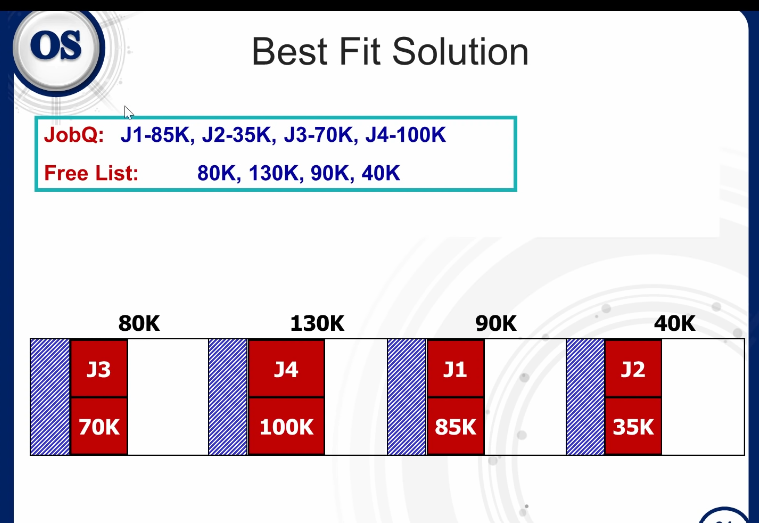 OS
Best Fit Solution
JobQ: J1-85K, J2-35K, J3-70K, J4-100K
Free List: 80K, 130K, 90K, 40K
80K 130K 90K 40K
J3 J4 J1 J2
70K 100K 85K 35K